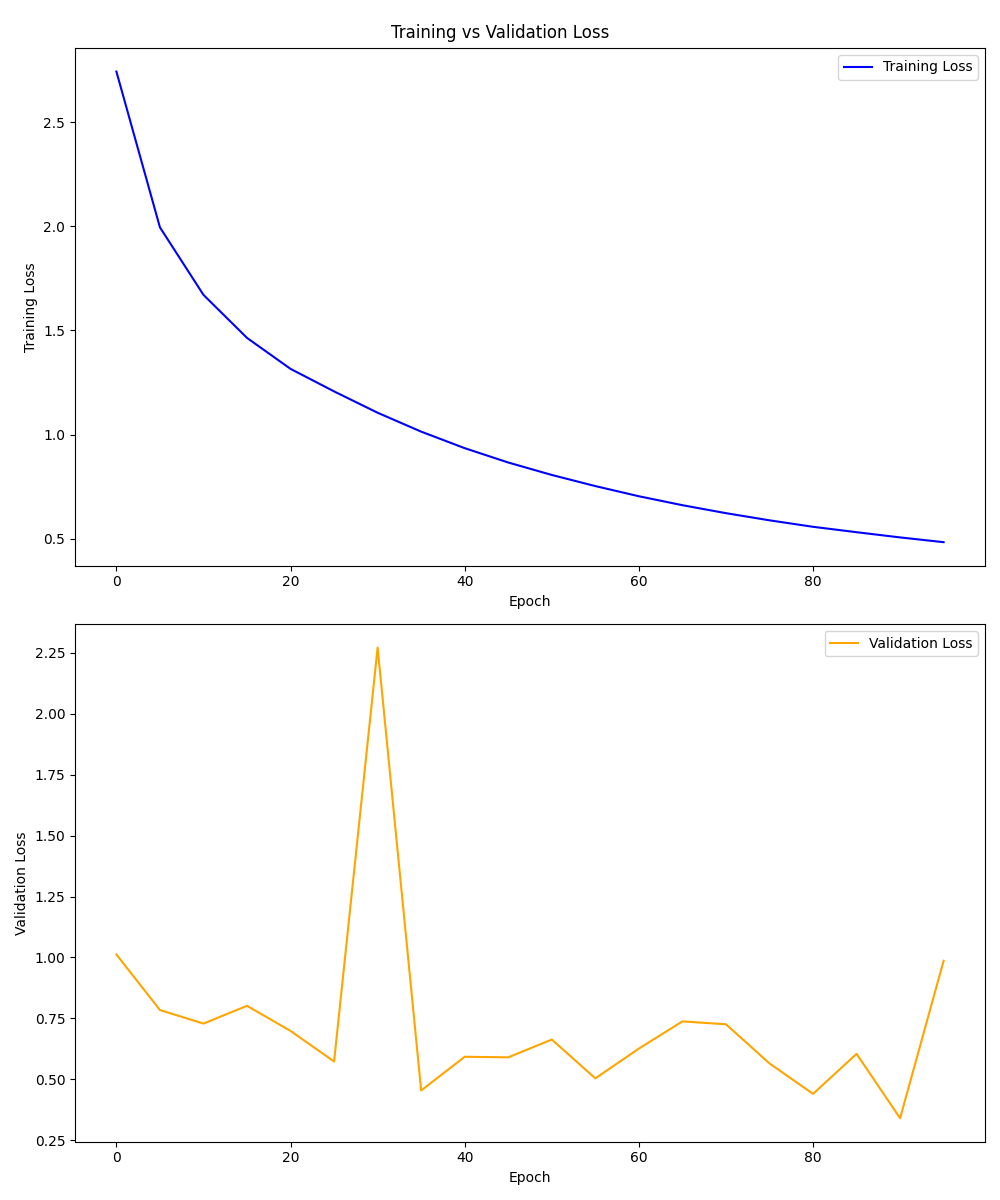 Training vs Validation Loss
Training Loss
2.5
2.0
1.5
1.0
0.5
Training Loss
0 20 40 60 80
Epoch
Validation Loss
2.25
2.00
1.75
1.50
1.25
1.00
0.75
0.50
0.25
Validation Loss
0 20 40 60 80
Epoch